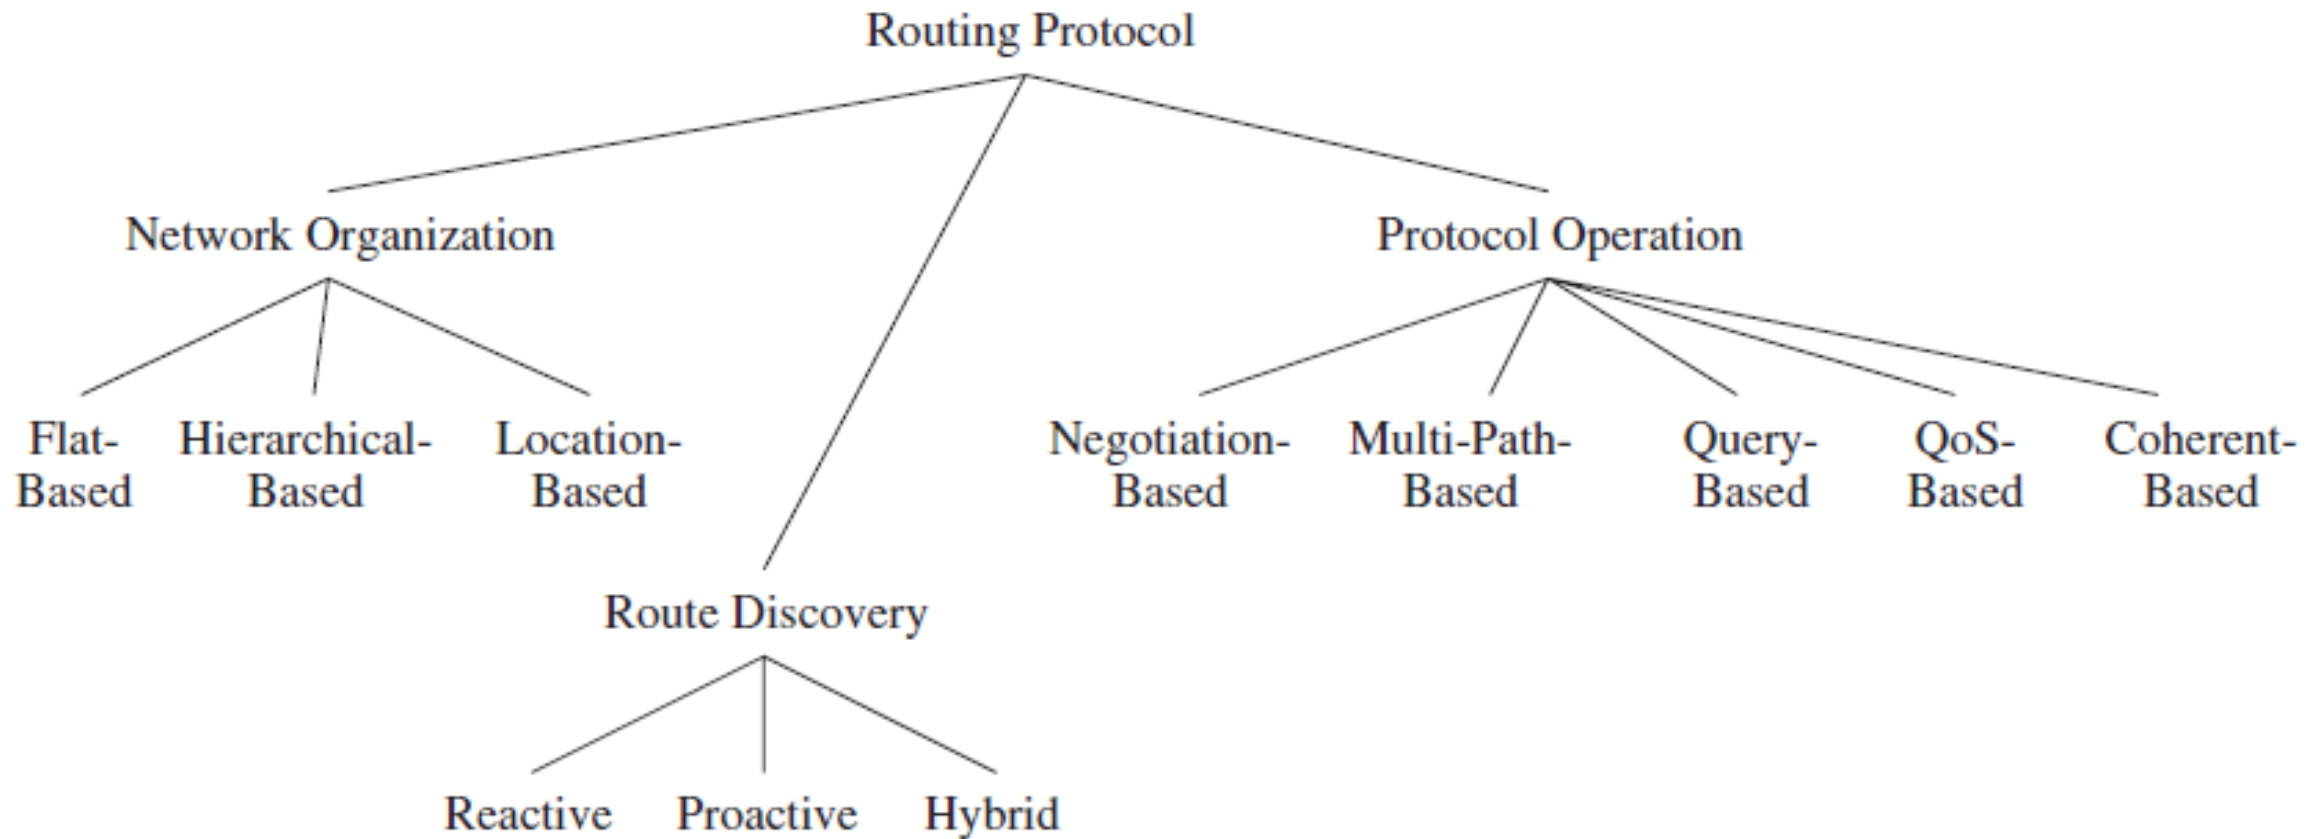 Routing Protocol
Network Organization
Protocol Operation
Flat-
Based
Hierarchical-
Based
Location-
Based
Negotiation-
Based
Multi-Path-
Based
Query-
Based
QoS-
Based
Coherent-
Based
Route Discovery
Reactive
Proactive
Hybrid